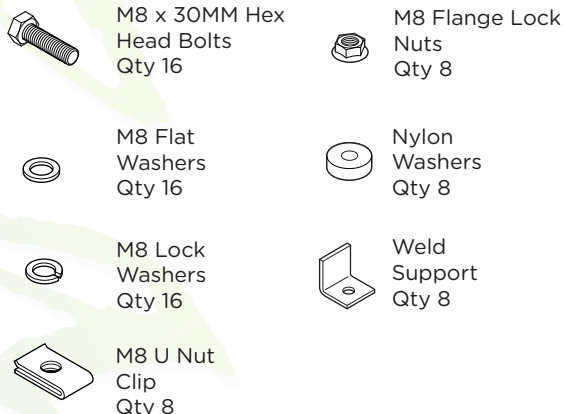 M8 x 30MM Hex
Head Bolts
Qty 16
M8 Flat
Washers
Qty 16
M8 Lock
Washers
Qty 16
M8 U Nut
Clip
Qty 8
M8 Flange Lock
Nuts
Qty 8
Nylon
Washers
Qty 8
Weld
Support
Qty 8